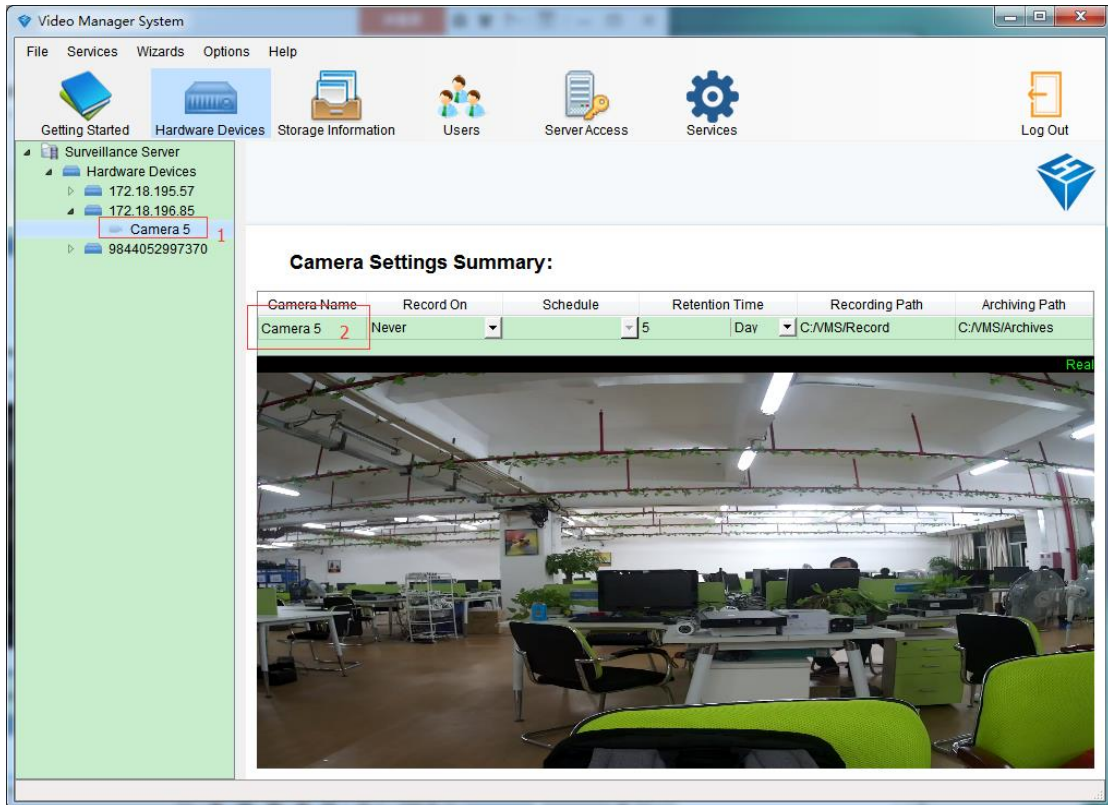 Video Manager System
File Services Wizards Options Help
Getting Started Hardware Devices Storage Information Users Server Access Services Log Out
Surveillance Server
Hardware Devices
172.18.195.57
172.18.196.85
Camera 5 1
9844052997370
Camera Settings Summary:
Camera Name Record On Schedule Retention Time Recording Path Archiving Path
Camera 5 2 Never 5 Day C:/VMS/Record C:/VMS/Archives
Real